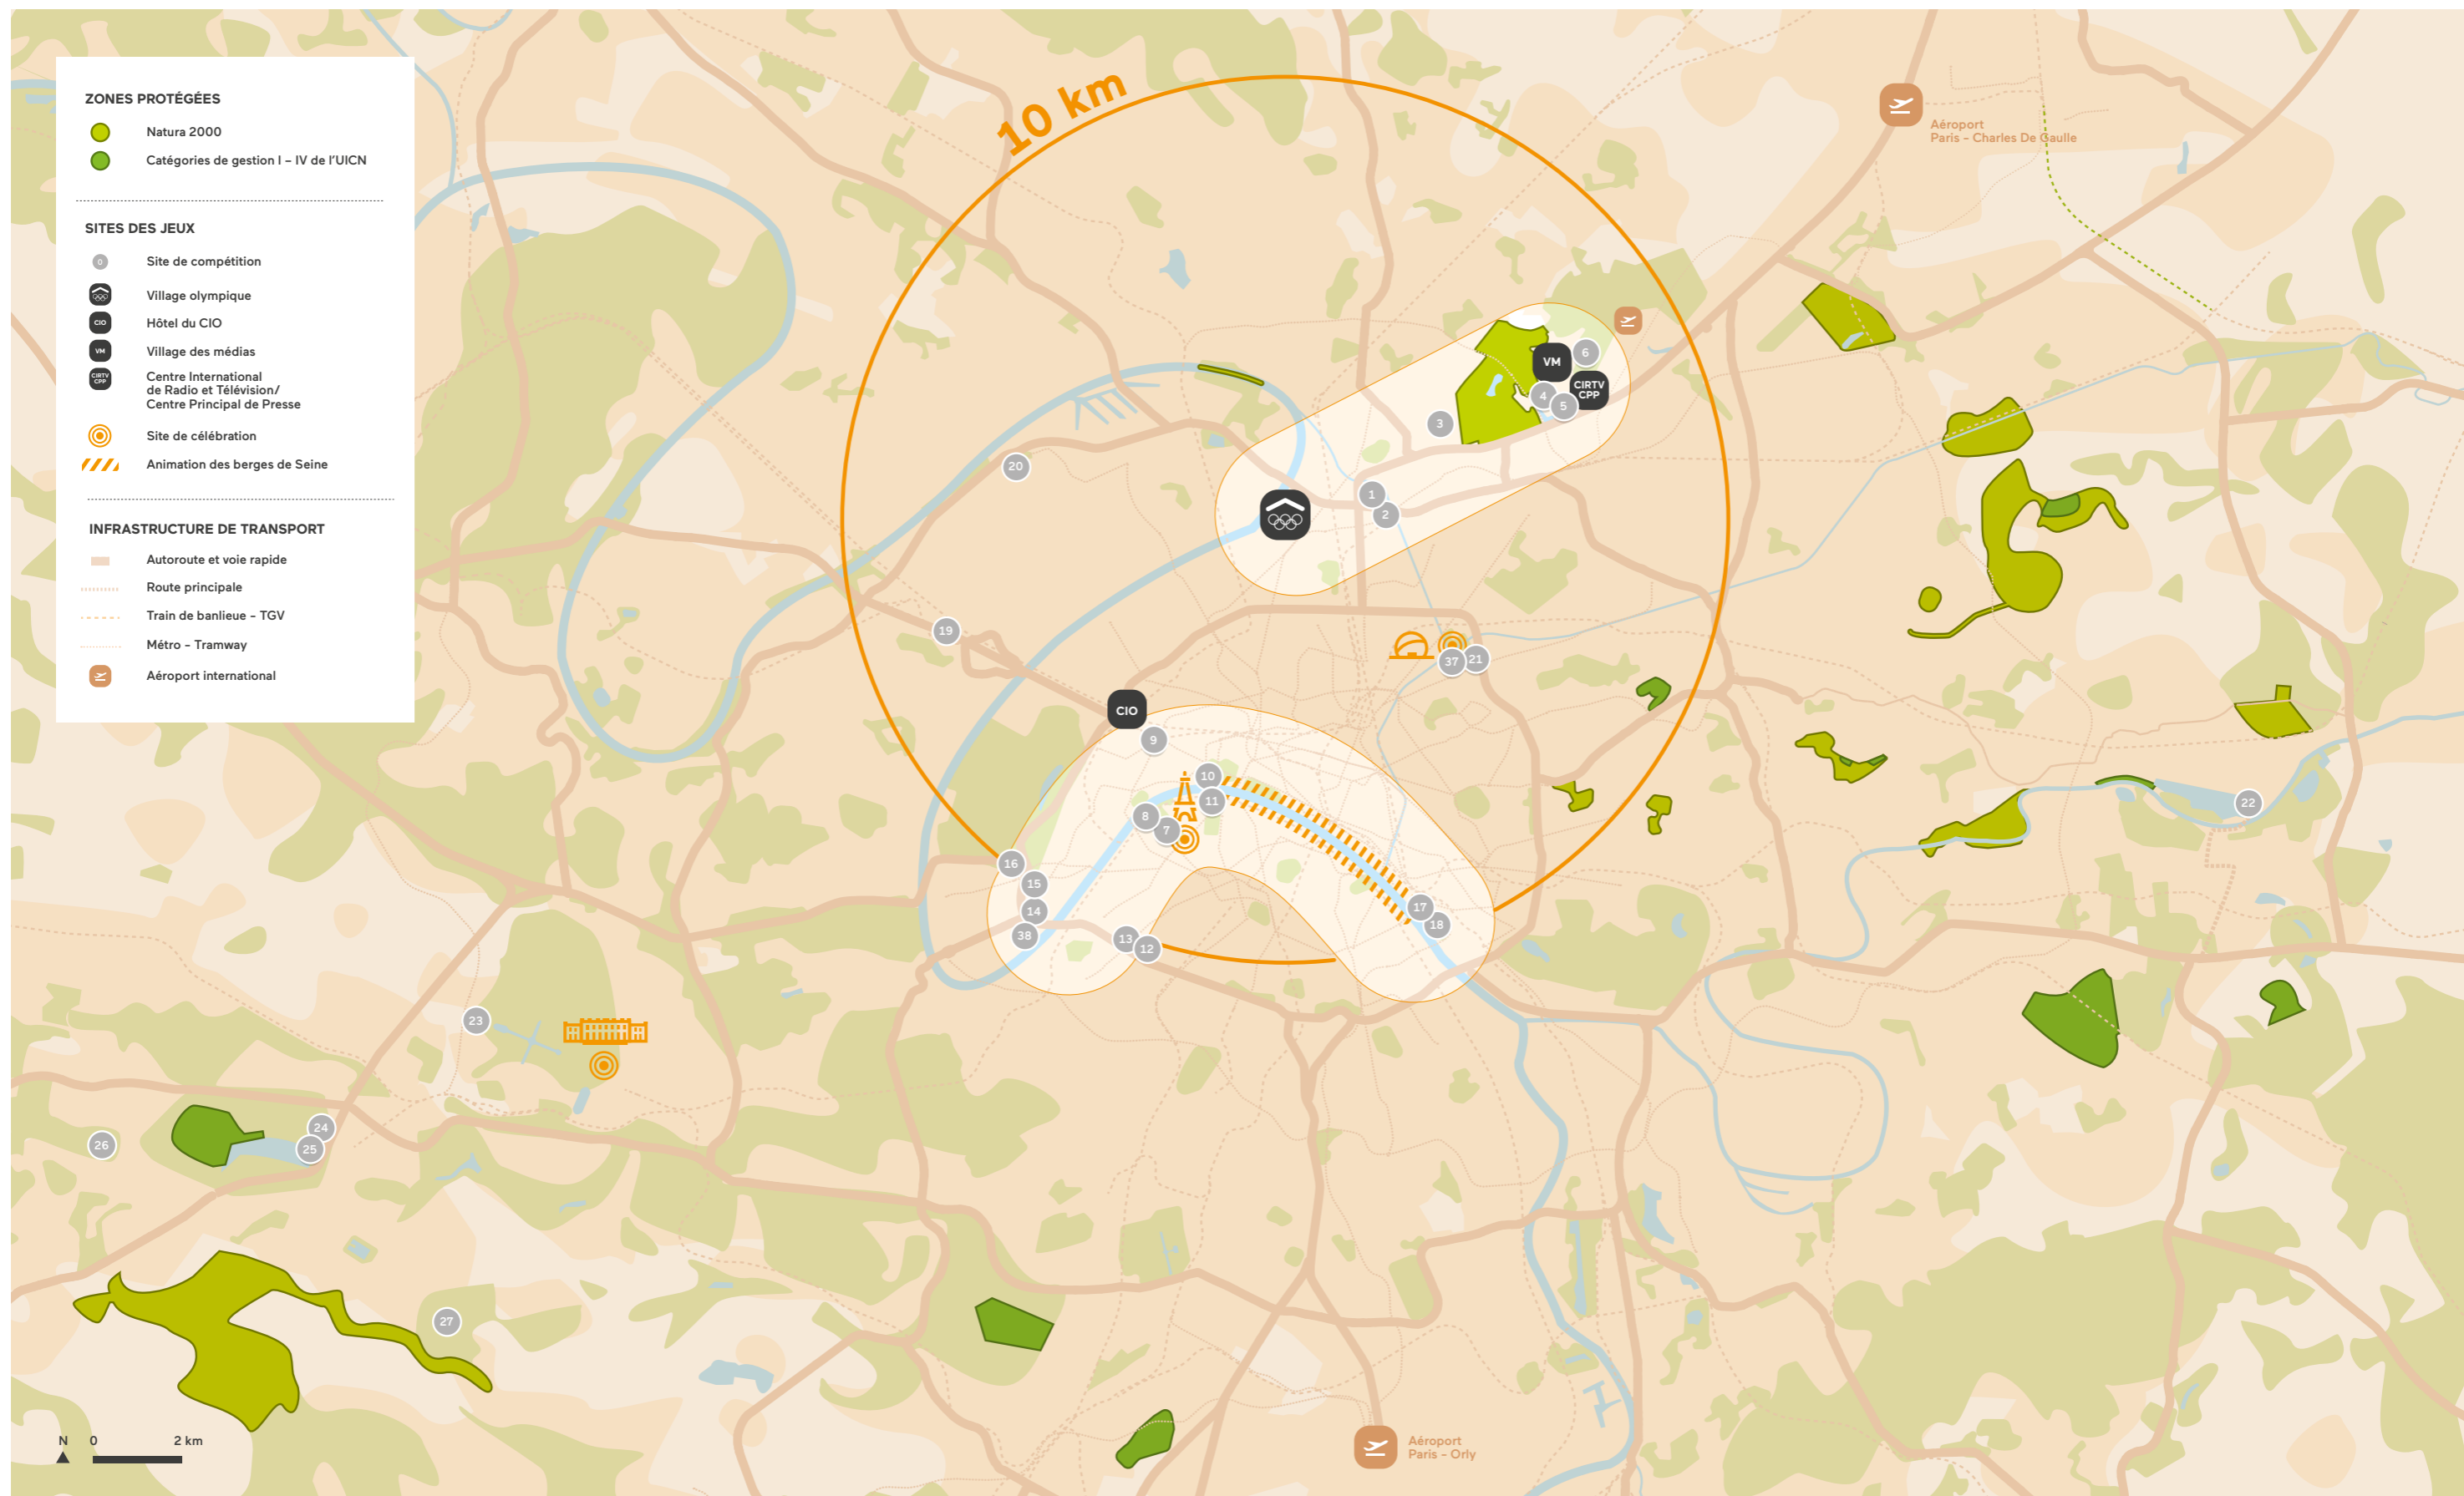 ZONES PROTÉGÉES
Natura 2000
Catégories de gestion I – IV de l'UICN
SITES DES JEUX
0
Site de compétition
Village olympique
CIO
Hôtel du CIO
VM
Village des médias
CIRTV
CPP
Centre International
de Radio et Télévision/
Centre Principal de Presse
Site de célébration
Animation des berges de Seine
INFRASTRUCTURE DE TRANSPORT
Autoroute et voie rapide
Route principale
Train de banlieue – TGV
Métro – Tramway
Aéroport international
N 0 2 km
10 km
Aéroport
Paris - Charles De Gaulle
VM
6
CIRTV
CPP
4
5
3
1
2
20
19
37
21
CIO
9
10
11
8
7
16
15
14
38
13
12
17
18
22
23
24
25
26
27
Aéroport
Paris - Orly